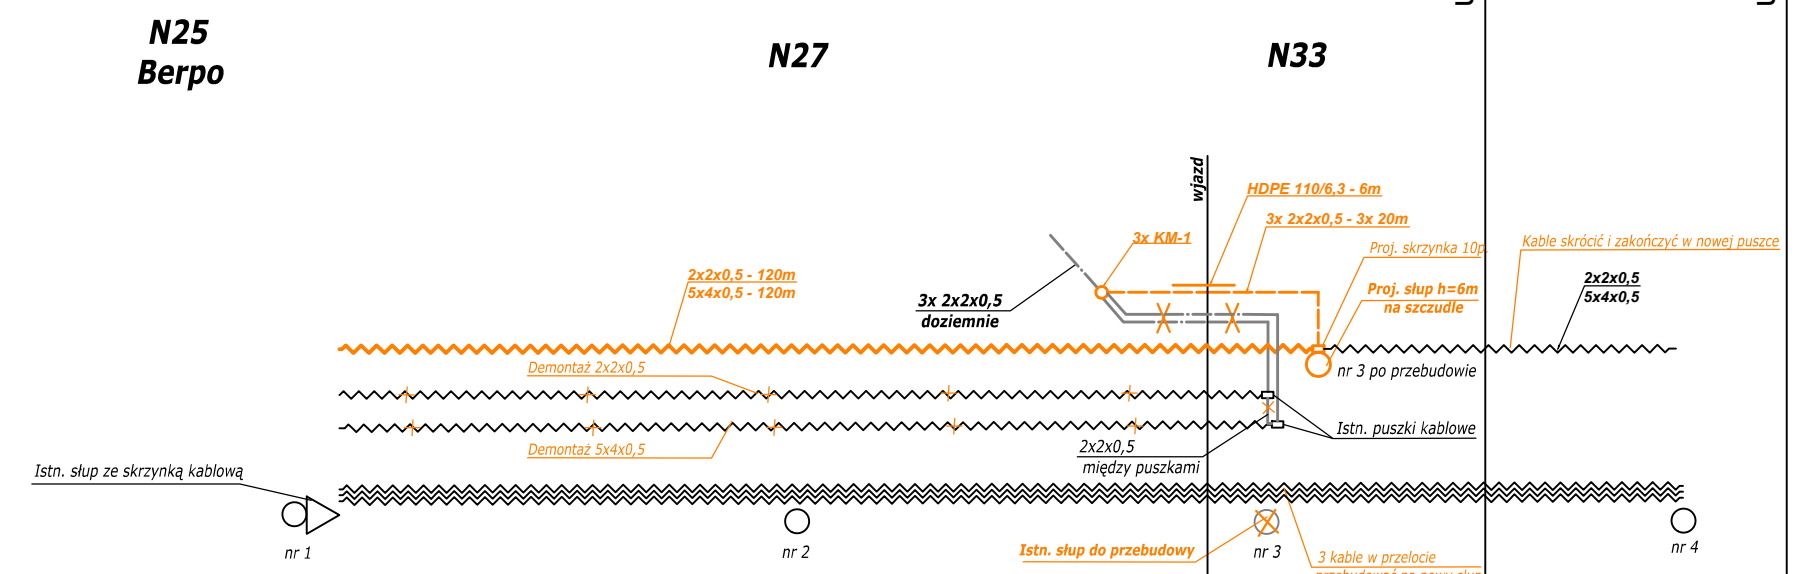 N25
Berpo
N27
N33
wjazd
HDPE 110/6,3 - 6m
3x 2x2x0,5 - 3x 20m
3x KM-1
Proj. skrzynka 10p.
Kable skrócić i zakończyć w nowej puszce
2x2x0,5 - 120m
5x4x0,5 - 120m
3x 2x2x0,5
doziemnie
Proj. słup h=6m
na szczudle
2x2x0,5
5x4x0,5
Demontaż 2x2x0,5
nr 3 po przebudowie
Demontaż 5x4x0,5
Istn. puszki kablowe
2x2x0,5
między puszkami
Istn. słup ze skrzynką kablową
nr 1
nr 2
Istn. słup do przebudowy
nr 3
nr 4
3 kable w przelocie